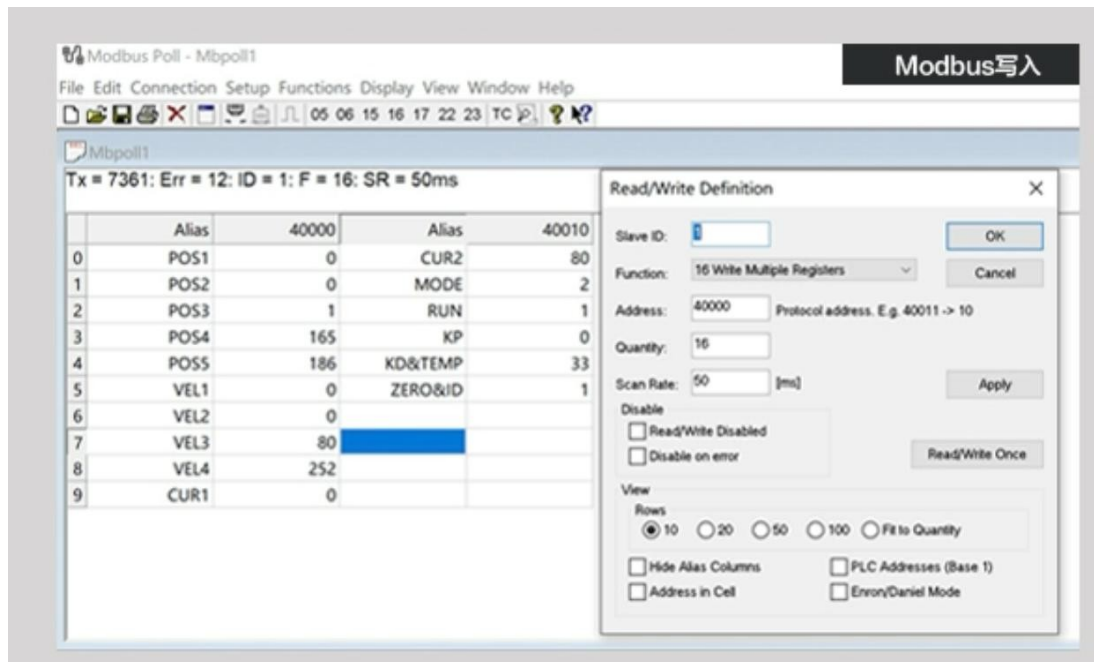 Modbus Poll - Mbpoll1
Modbus写入
File Edit Connection Setup Functions Display View Window Help
05 06 15 16 17 22 23 TC
Mbpoll1
Tx = 7361: Err = 12: ID = 1: F = 16: SR = 50ms
Alias 40000 Alias 40010
0 POS1 0 CUR2 80
1 POS2 0 MODE 2
2 POS3 1 RUN 1
3 POS4 165 KP 0
4 POS5 186 KD&TEMP 33
5 VEL1 0 ZERO&ID 1
6 VEL2 0
7 VEL3 80
8 VEL4 252
9 CUR1 0
Read/Write Definition
Slave ID: 1 OK
Function: 16 Write Multiple Registers Cancel
Address: 40000 Protocol address. E.g. 40011 -> 10
Quantity: 16
Scan Rate: 50 [ms] Apply
Disable
Read/Write Disabled
Disable on error
Read/Write Once
View
Rows
10 20 50 100 Fit to Quantity
Hide Alias Columns PLC Addresses (Base 1)
Address in Cell Enron/Daniel Mode